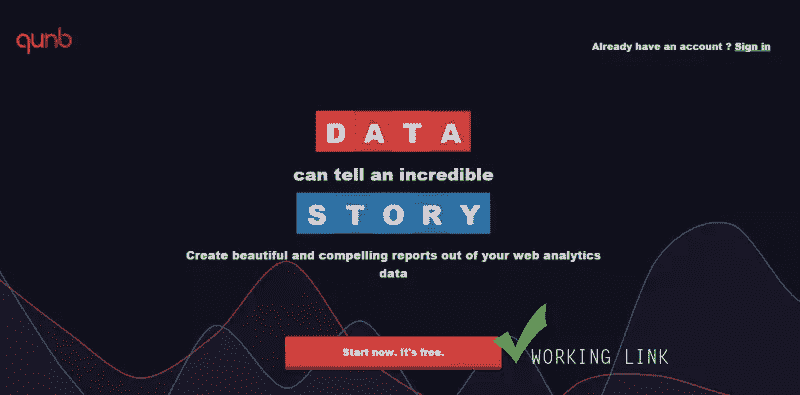 qunb
Already have an account ? Sign in
DATA
can tell an incredible
STORY
Create beautiful and compelling reports out of your web analytics
data
Start now. It's free.
WORKING LINK